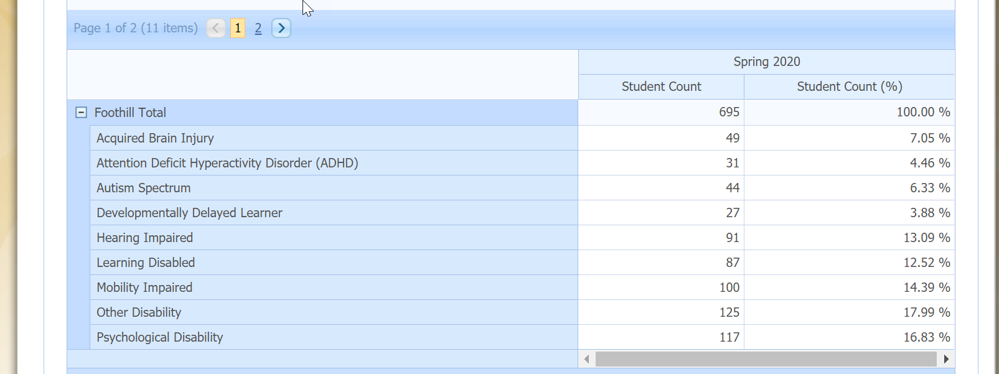 Page 1 of 2 (11 items) 1 2
Spring 2020
Student Count Student Count (%)
Foothill Total 695 100.00 %
Acquired Brain Injury 49 7.05 %
Attention Deficit Hyperactivity Disorder (ADHD) 31 4.46 %
Autism Spectrum 44 6.33 %
Developmentally Delayed Learner 27 3.88 %
Hearing Impaired 91 13.09 %
Learning Disabled 87 12.52 %
Mobility Impaired 100 14.39 %
Other Disability 125 17.99 %
Psychological Disability 117 16.83 %